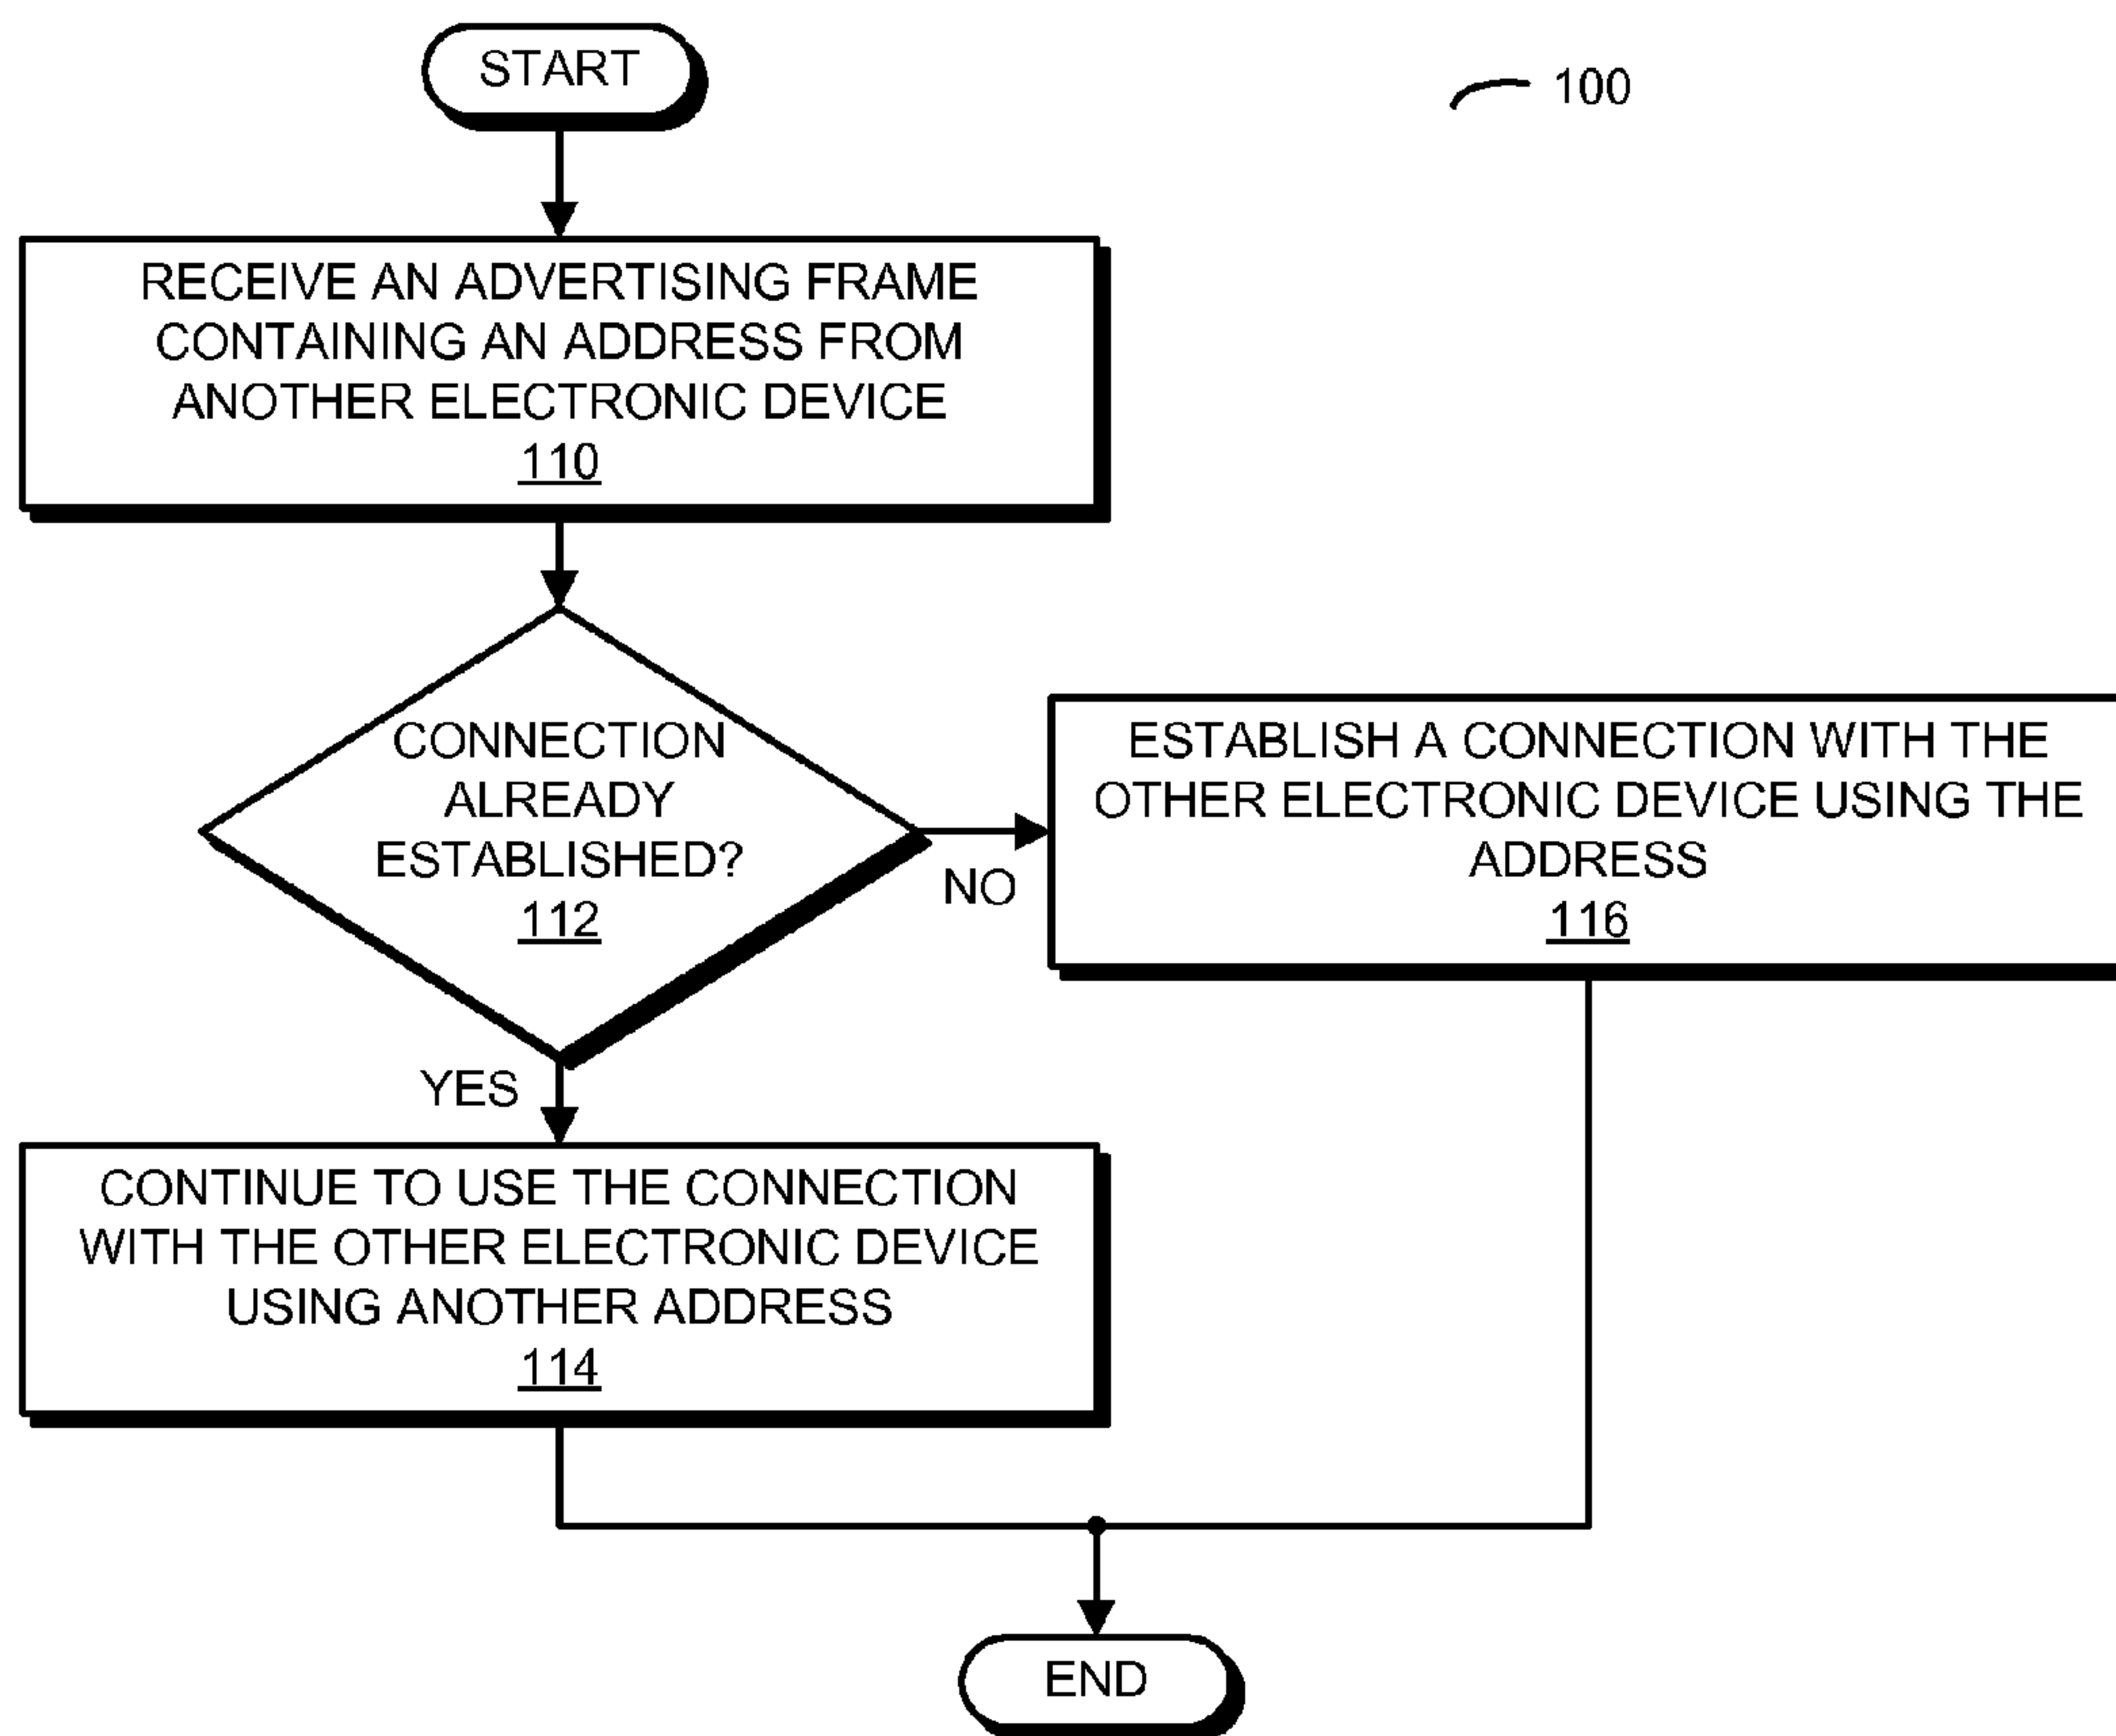 START
100
RECEIVE AN ADVERTISING FRAME
CONTAINING AN ADDRESS FROM
ANOTHER ELECTRONIC DEVICE
110
CONNECTION
ALREADY
ESTABLISHED?
112
NO
ESTABLISH A CONNECTION WITH THE
OTHER ELECTRONIC DEVICE USING THE
ADDRESS
116
YES
CONTINUE TO USE THE CONNECTION
WITH THE OTHER ELECTRONIC DEVICE
USING ANOTHER ADDRESS
114
END